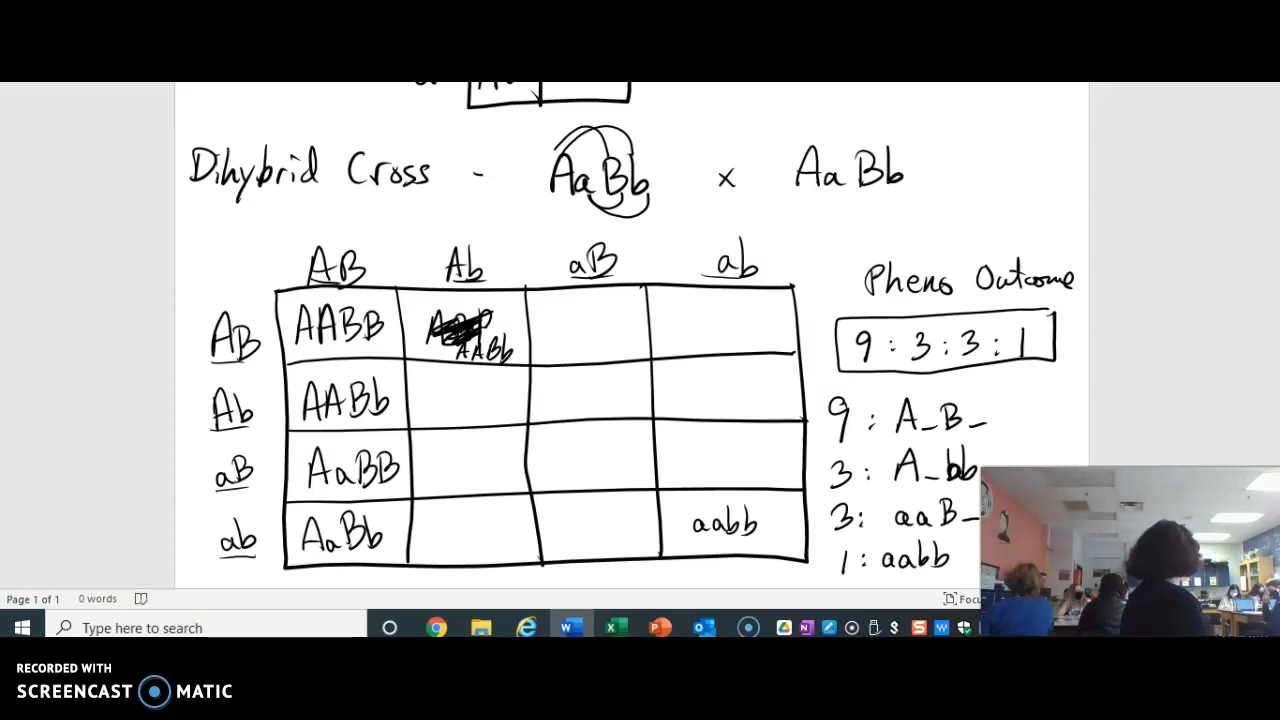 Dihybrid Cross - AaBb x AaBb
AB Ab aB ab
Pheno Outcome
9 : 3 : 3 : 1
AB AABB AABb
Ab AABb
aB AaBB
ab AaBb aabb
9 : A_B_
3 : A_bb
3 : aaB_
1 : aabb
Page 1 of 1 0 words Focu
Type here to search
RECORDED WITH
SCREENCAST MATIC